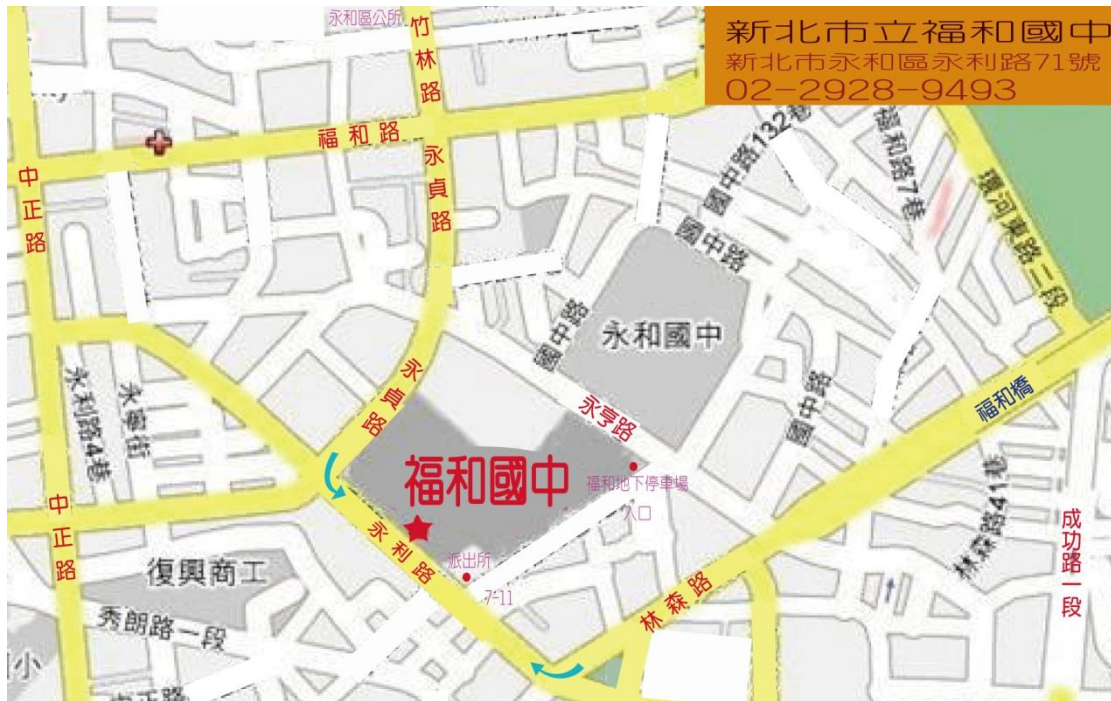 永和區公所
竹林路
新北市立福和國中
新北市永和區永利路71號
02-2928-9493
福和路
永貞路
中正路
國中路132巷
福和路7巷
環河東路二段
國中路
國中路
永和國中
永貞路
永亨路
國中路
福和橋
永利路4巷
永寧街
福和國中
福和地下停車場
入口
中正路
永利路
派出所
7-11
復興商工
秀朗路一段
林森路
林森路41巷
成功路一段
小
中正路